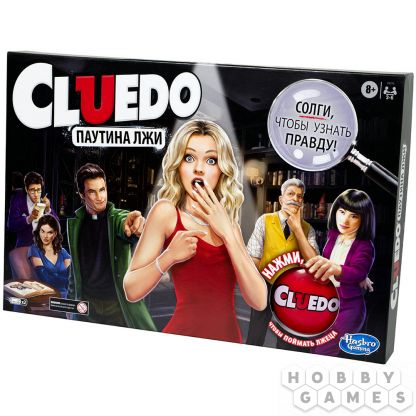 CLUEDO
ПАУТИНА ЛЖИ
8+
СОЛГИ,
ЧТОБЫ УЗНАТЬ
ПРАВДУ!
НАЖМИ,
CLUEDO
ЧТОБЫ ПОЙМАТЬ ЛЖЕЦА
Hasbro
Gaming
HOBBY
GAMES